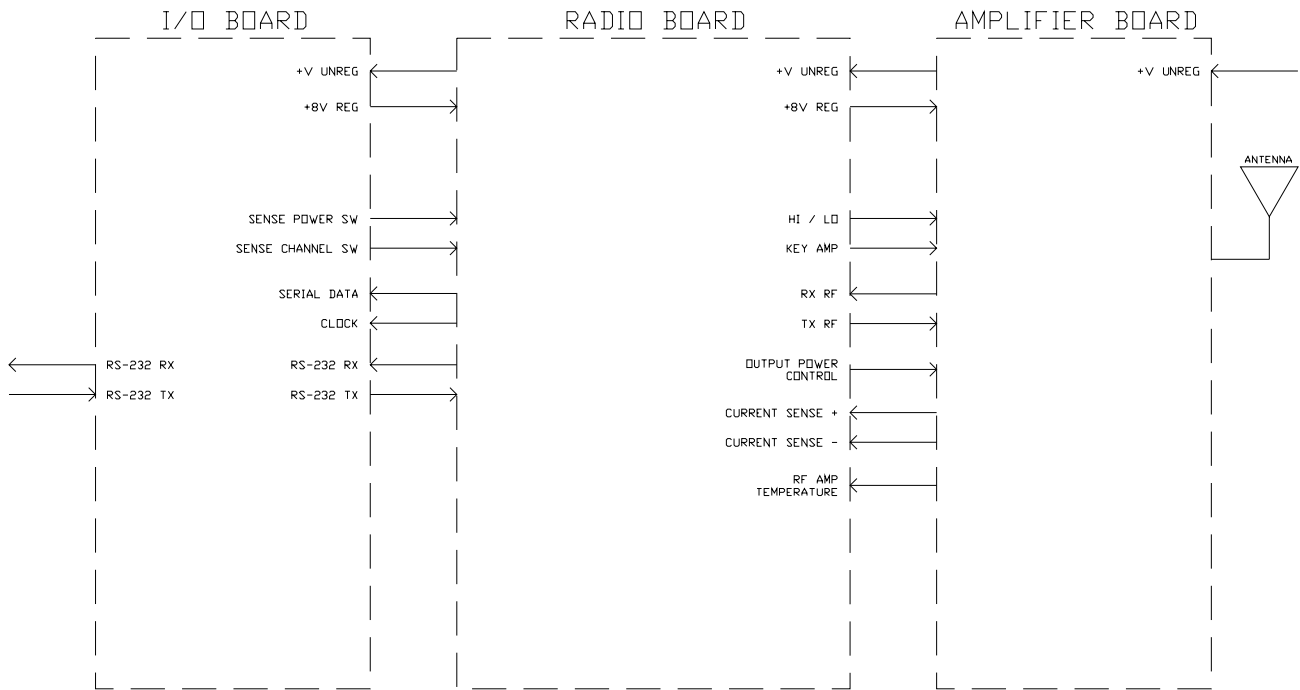 I/O BOARD
RADIO BOARD
AMPLIFIER BOARD
+V UNREG
+V UNREG
+V UNREG
+8V REG
+8V REG
ANTENNA
SENSE POWER SW
HI / LO
SENSE CHANNEL SW
KEY AMP
SERIAL DATA
RX RF
CLOCK
TX RF
RS-232 RX
RS-232 RX
OUTPUT POWER
CONTROL
RS-232 TX
RS-232 TX
CURRENT SENSE +
CURRENT SENSE -
RF AMP
TEMPERATURE